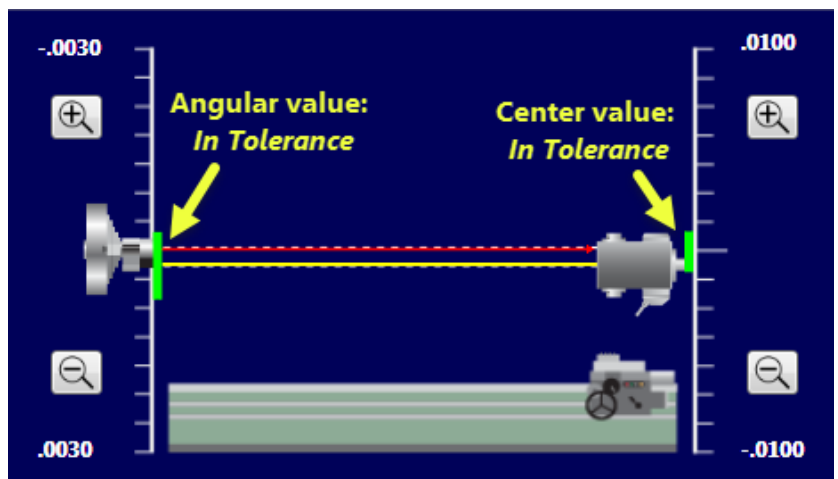 -.0030
.0100
Angular value:
In Tolerance
Center value:
In Tolerance
.0030
-.0100